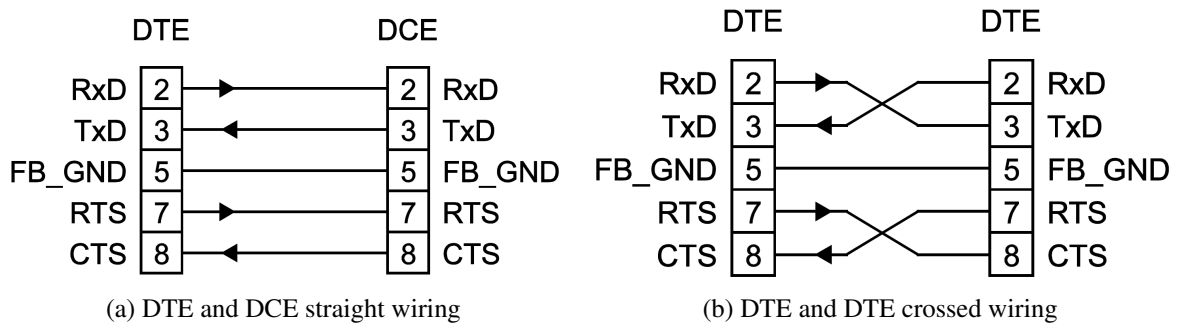 DTE DCE
RxD 2 2 RxD
TxD 3 3 TxD
FB_GND 5 5 FB_GND
RTS 7 7 RTS
CTS 8 8 CTS
(a) DTE and DCE straight wiring
DTE DTE
RxD 2 2 RxD
TxD 3 3 TxD
FB_GND 5 5 FB_GND
RTS 7 7 RTS
CTS 8 8 CTS
(b) DTE and DTE crossed wiring